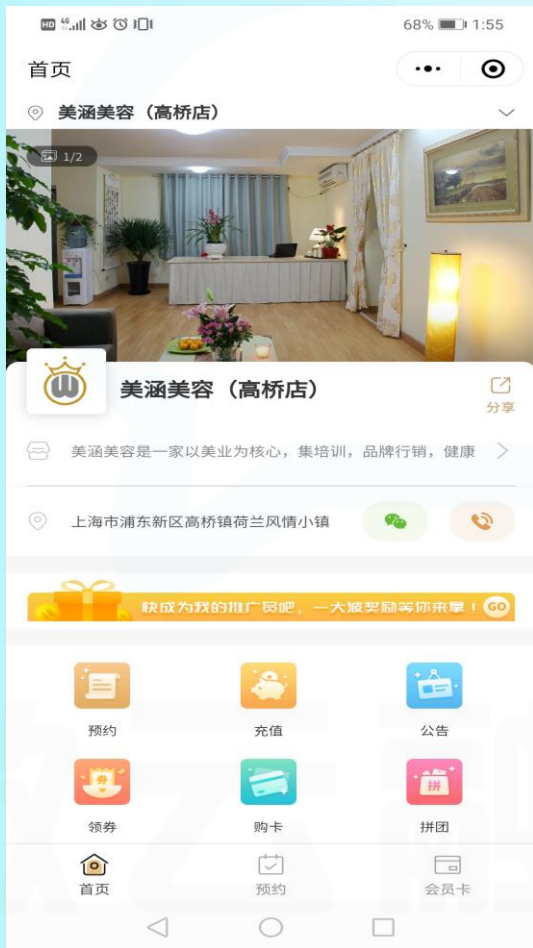 HD 46 68% 1:55
首页
美涵美容（高桥店）
1/2
美涵美容（高桥店）
分享
美涵美容是一家以美业为核心，集培训，品牌行销，健康
上海市浦东新区高桥镇荷兰风情小镇
快成为我的推广员吧，一大波奖励等你来拿！ GO
预约 充值 公告
券 拼
领券 购卡 拼团
首页 预约 会员卡